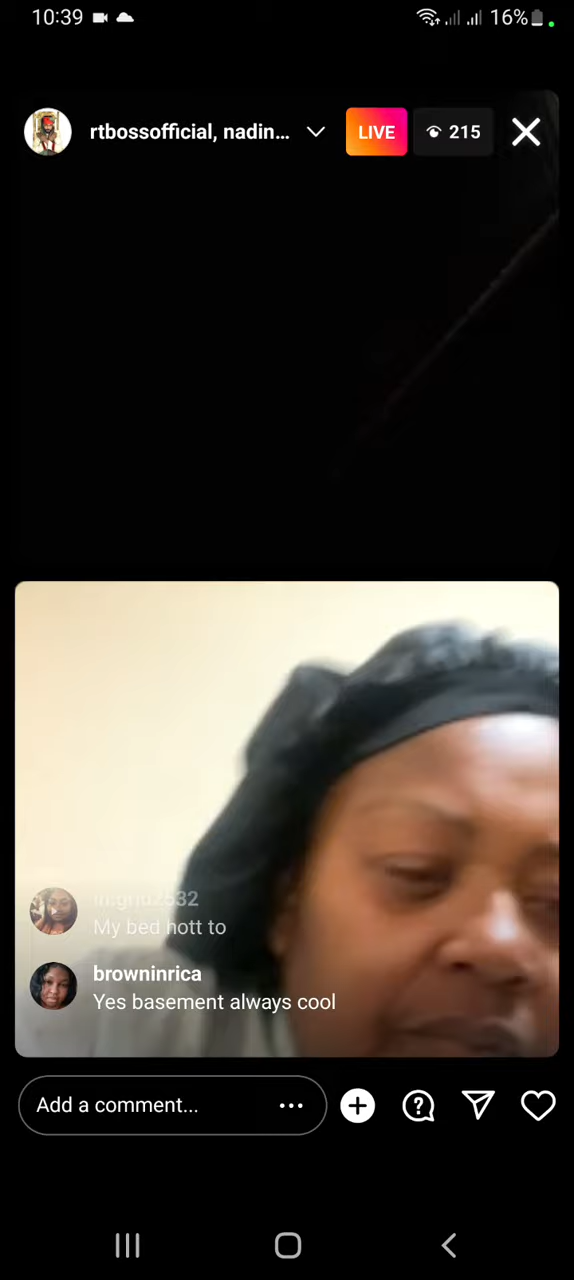 10:39
16%
rtbossofficial, nadin...
LIVE
215
My bed hott to
browninrica
Yes basement always cool
Add a comment...